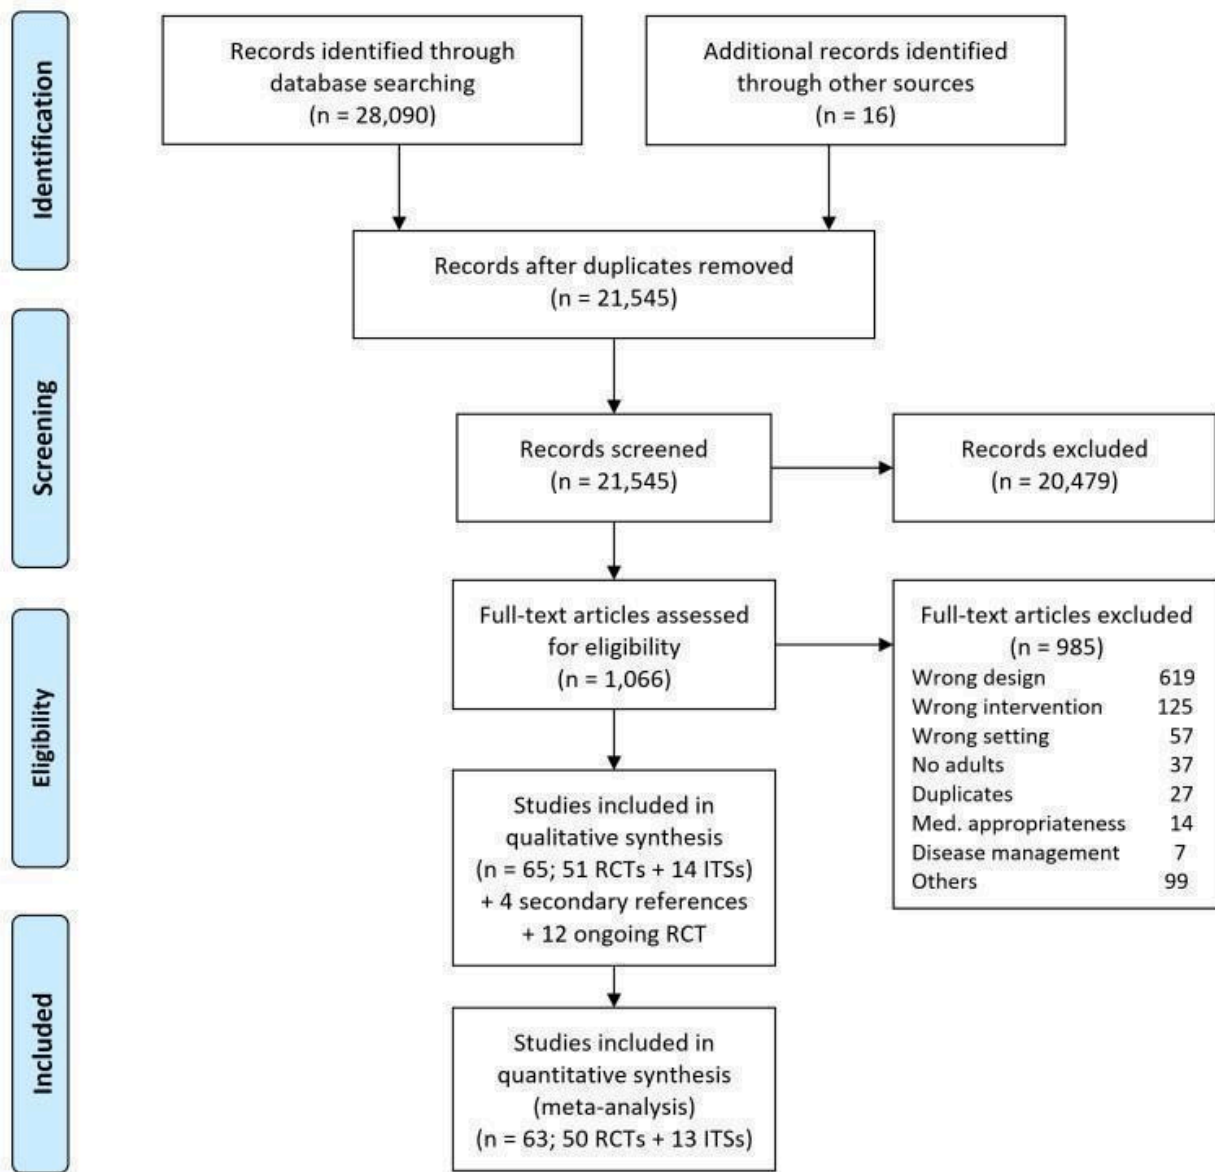 Identification
Records identified through
database searching
(n = 28,090)
Additional records identified
through other sources
(n = 16)
Records after duplicates removed
(n = 21,545)
Screening
Records screened
(n = 21,545)
Records excluded
(n = 20,479)
Eligibility
Full-text articles assessed
for eligibility
(n = 1,066)
Full-text articles excluded
(n = 985)
Wrong design 619
Wrong intervention 125
Wrong setting 57
No adults 37
Duplicates 27
Med. appropriateness 14
Disease management 7
Others 99
Studies included in
qualitative synthesis
(n = 65; 51 RCTs + 14 ITSs)
+ 4 secondary references
+ 12 ongoing RCT
Included
Studies included in
quantitative synthesis
(meta-analysis)
(n = 63; 50 RCTs + 13 ITSs)